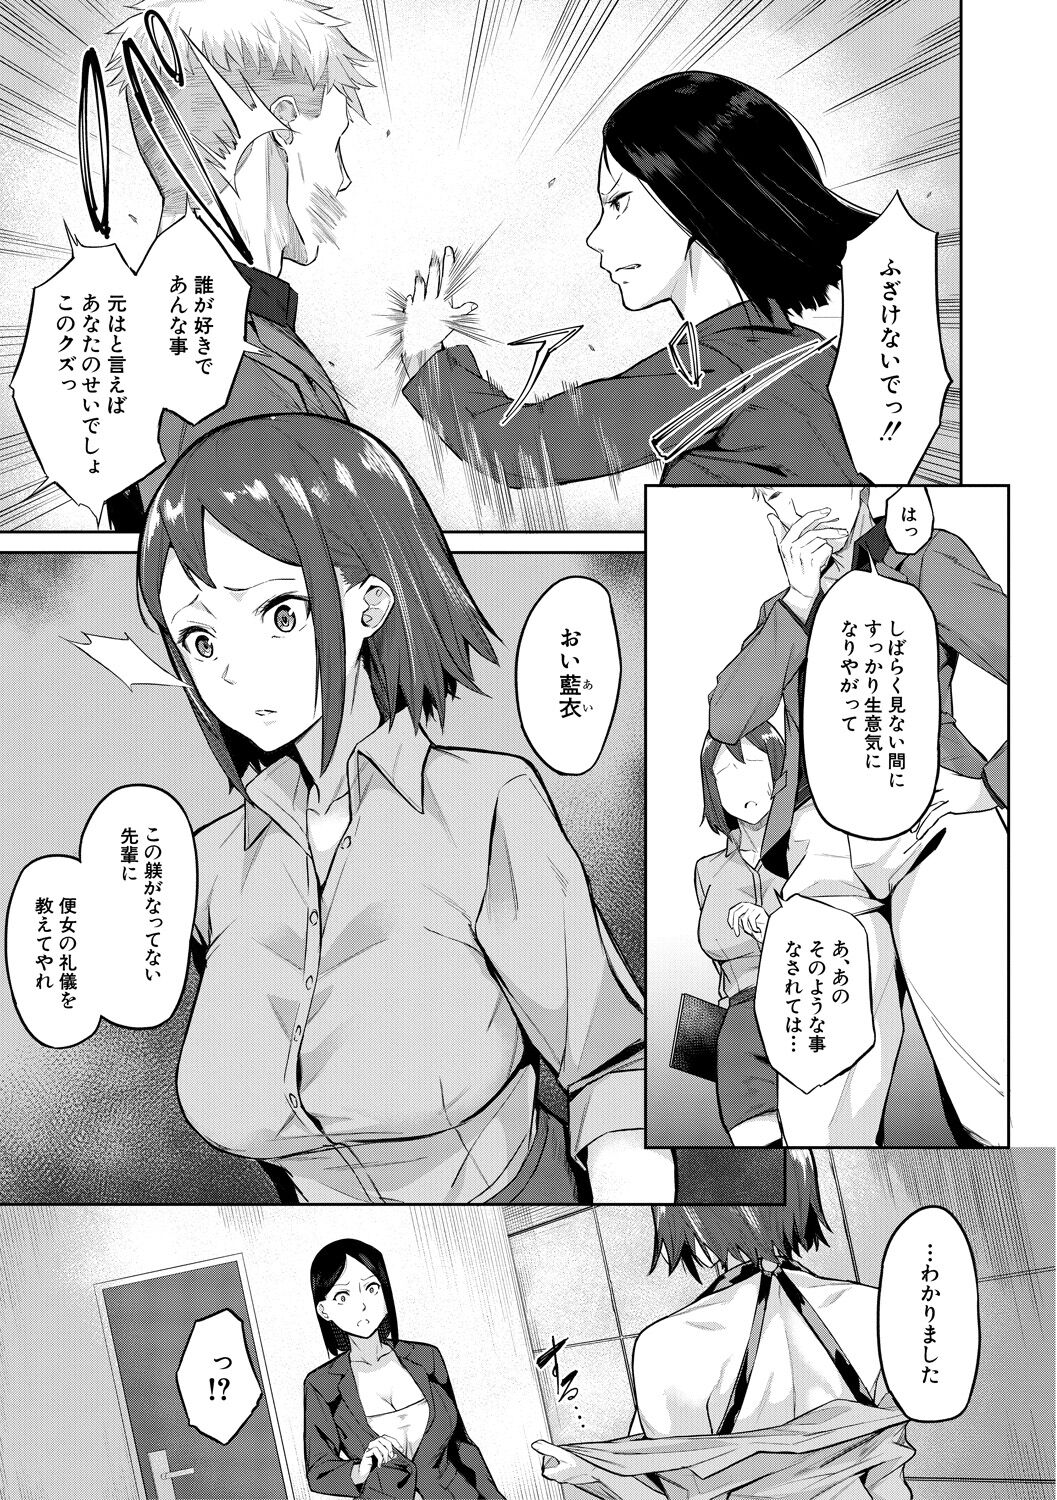 ふざけないでっ!!
誰が好きで
あんな事
元はと言えば
あなたのせいでしょ
このクズっ
はっ
しばらく見ない間に
すっかり生意気に
なりやがって
あ、あの
そのような事
なされては…
おい藍衣
あい
この躾がなってない
先輩に
便女の礼儀を
教えてやれ
…わかりました
する…
っ!?